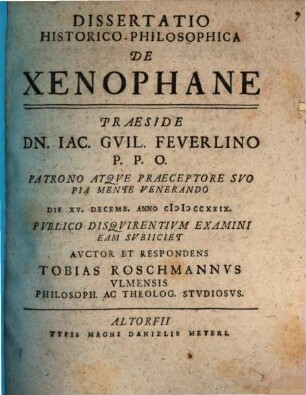 DISSERTATIO
HISTORICO-PHILOSOPHICA
DE
XENOPHANE
PRAESIDE
DN. IAC. GVIL. FEVERLINO
P. P. O.
PATRONO ATQVE PRAECEPTORE SVO
PIA MENTE VENERANDO
DIE XV. DECEMB. ANNO CIƆIƆCCXXIX.
PVBLICO DISQVIRENTIVM EXAMINI
EAM SVBIICIET
AVCTOR ET RESPONDENS
TOBIAS ROSCHMANNVS
VLMENSIS
PHILOSOPH. AC THEOLOG. STVDIOSVS.
ALTORFII
TYPIS MAGNI DANIELIS MEYERI.